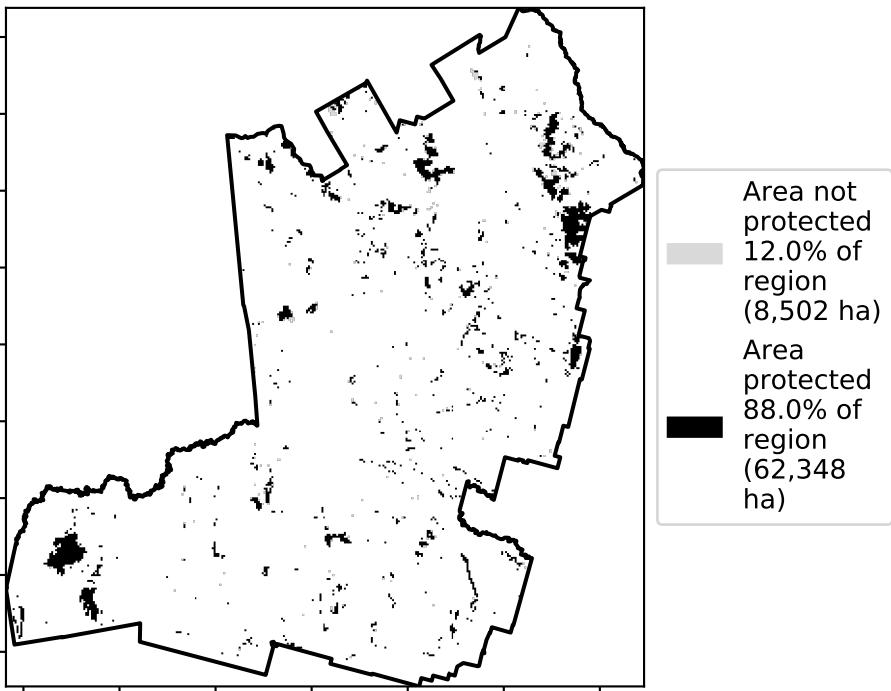 Area not
protected
12.0% of
region
(8,502 ha)
Area
protected
88.0% of
region
(62,348
ha)